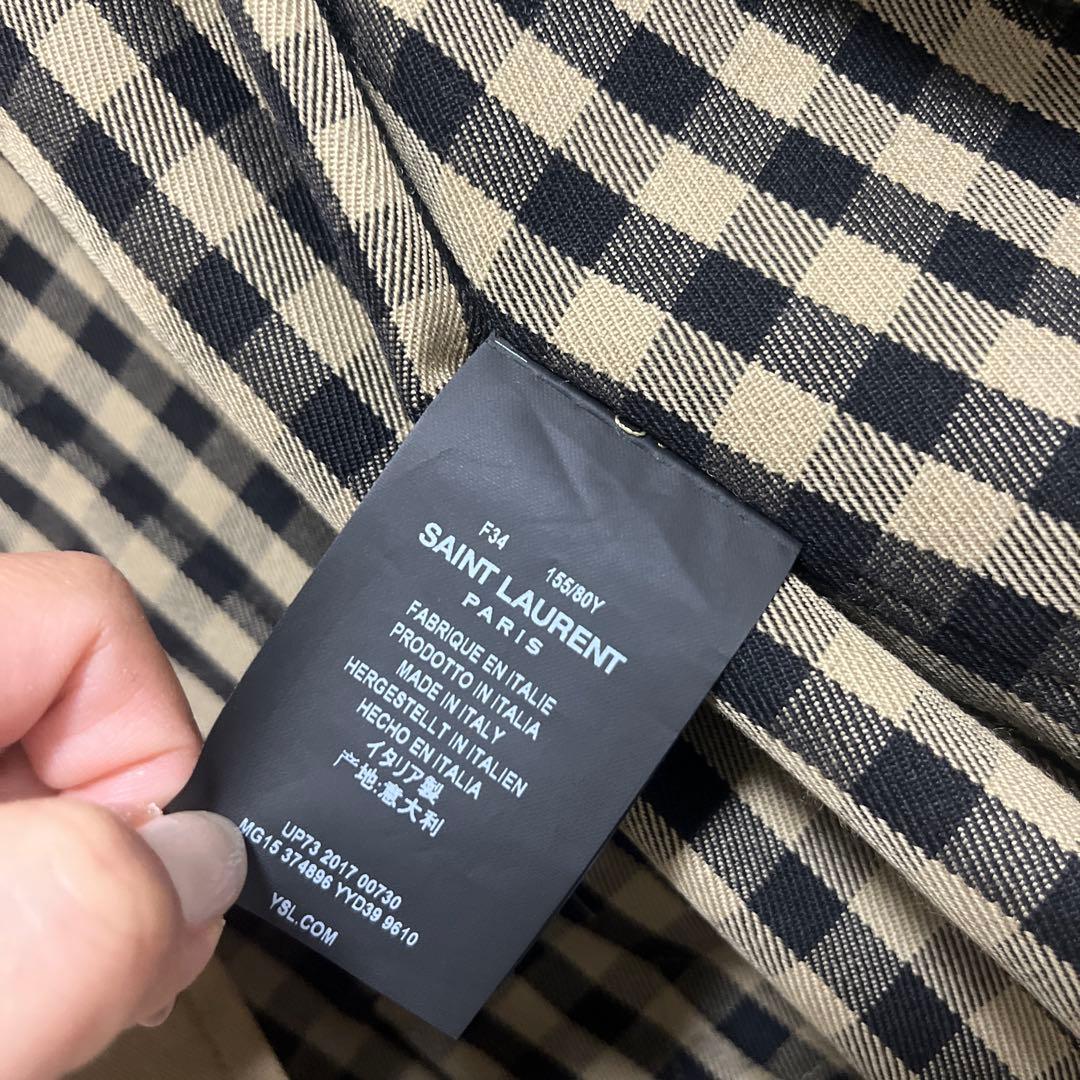 F34 155/80Y
SAINT LAURENT
PARIS
FABRIQUE EN ITALIE
PRODOTTO IN ITALIA
MADE IN ITALY
HERGESTELLT IN ITALIEN
HECHO EN ITALIA
イタリア製
产地:意大利
UP73 2017 00730
MG15 374896 YYD39 9610
YSL.COM